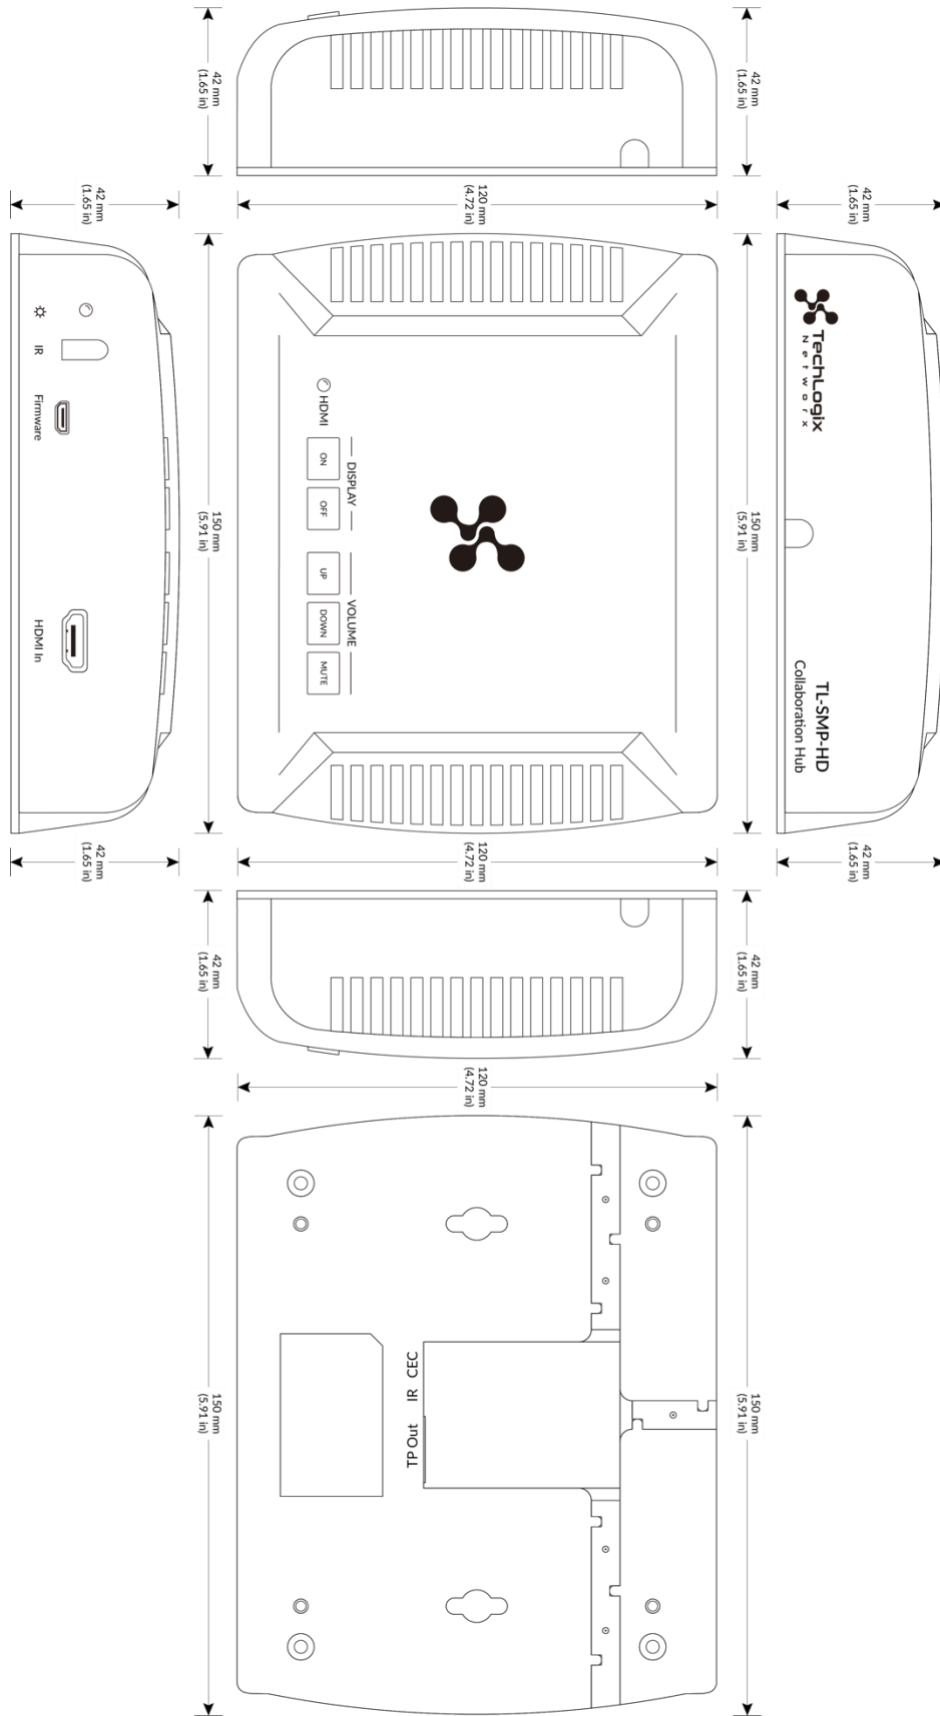 42 mm
(1.65 in)
42 mm
(1.65 in)
42 mm
(1.65 in)
120 mm
(4.72 in)
42 mm
(1.65 in)
IR
Firmware
HDMI In
150 mm
(5.91 in)
HDMI
DISPLAY
ON
OFF
VOLUME
UP
DOWN
MUTE
150 mm
(5.91 in)
TechLogix
Networx
TL-SMP-HD
Collaboration Hub
42 mm
(1.65 in)
120 mm
(4.72 in)
42 mm
(1.65 in)
42 mm
(1.65 in)
42 mm
(1.65 in)
120 mm
(4.72 in)
150 mm
(5.91 in)
TP Out IR CEC
150 mm
(5.91 in)